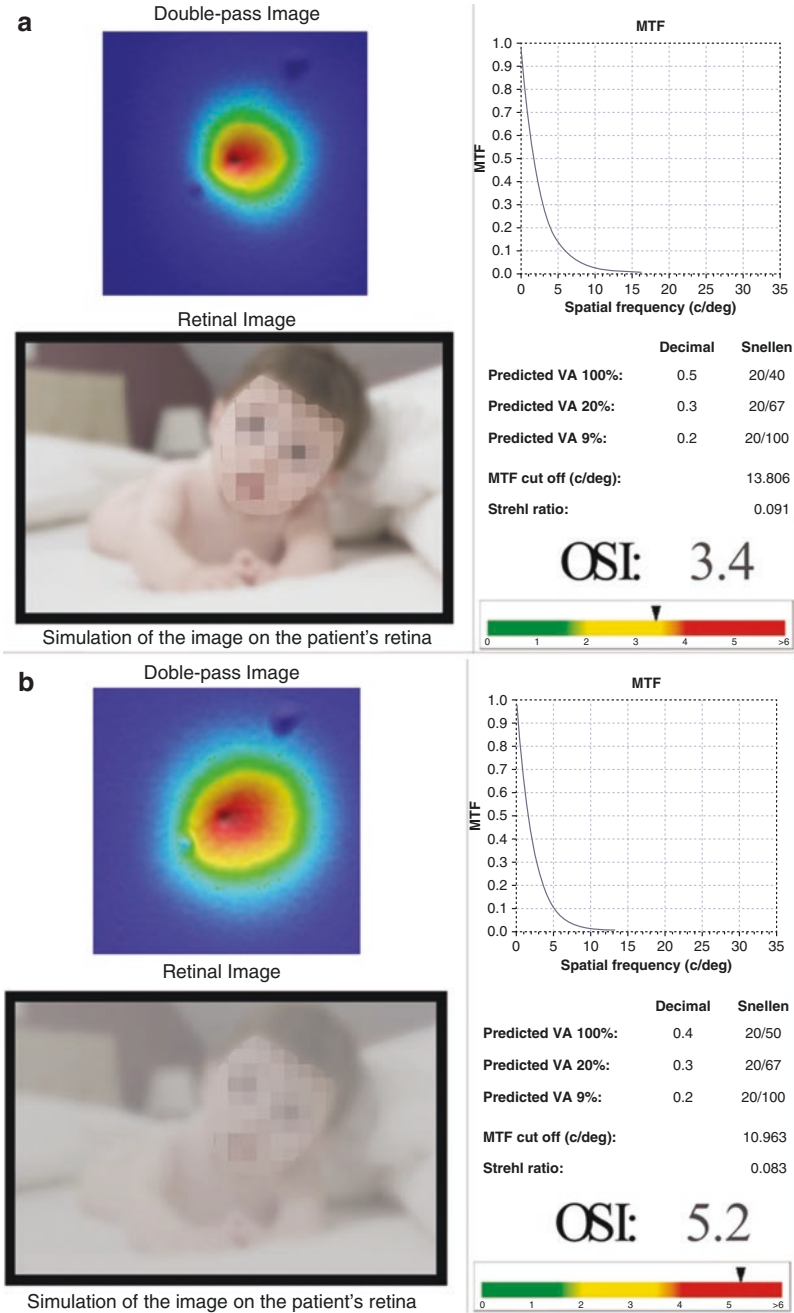 a
Double-pass Image
Retinal Image
Simulation of the image on the patient's retina
MTF
MTF
1.0
0.9
0.8
0.7
0.6
0.5
0.4
0.3
0.2
0.1
0.0
0 5 10 15 20 25 30 35
Spatial frequency (c/deg)
Decimal Snellen
Predicted VA 100%: 0.5 20/40
Predicted VA 20%: 0.3 20/67
Predicted VA 9%: 0.2 20/100
MTF cut off (c/deg): 13.806
Strehl ratio: 0.091
OSI: 3.4
0 1 2 3 4 5 >6
b
Doble-pass Image
Retinal Image
Simulation of the image on the patient's retina
MTF
MTF
1.0
0.9
0.8
0.7
0.6
0.5
0.4
0.3
0.2
0.1
0.0
0 5 10 15 20 25 30 35
Spatial frequency (c/deg)
Decimal Snellen
Predicted VA 100%: 0.4 20/50
Predicted VA 20%: 0.3 20/67
Predicted VA 9%: 0.2 20/100
MTF cut off (c/deg): 10.963
Strehl ratio: 0.083
OSI: 5.2
0 1 2 3 4 5 >6